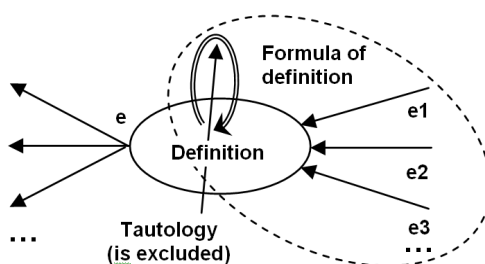 Formula of
definition
e
e1
Definition
e2
Tautology
(is excluded)
e3
...
...